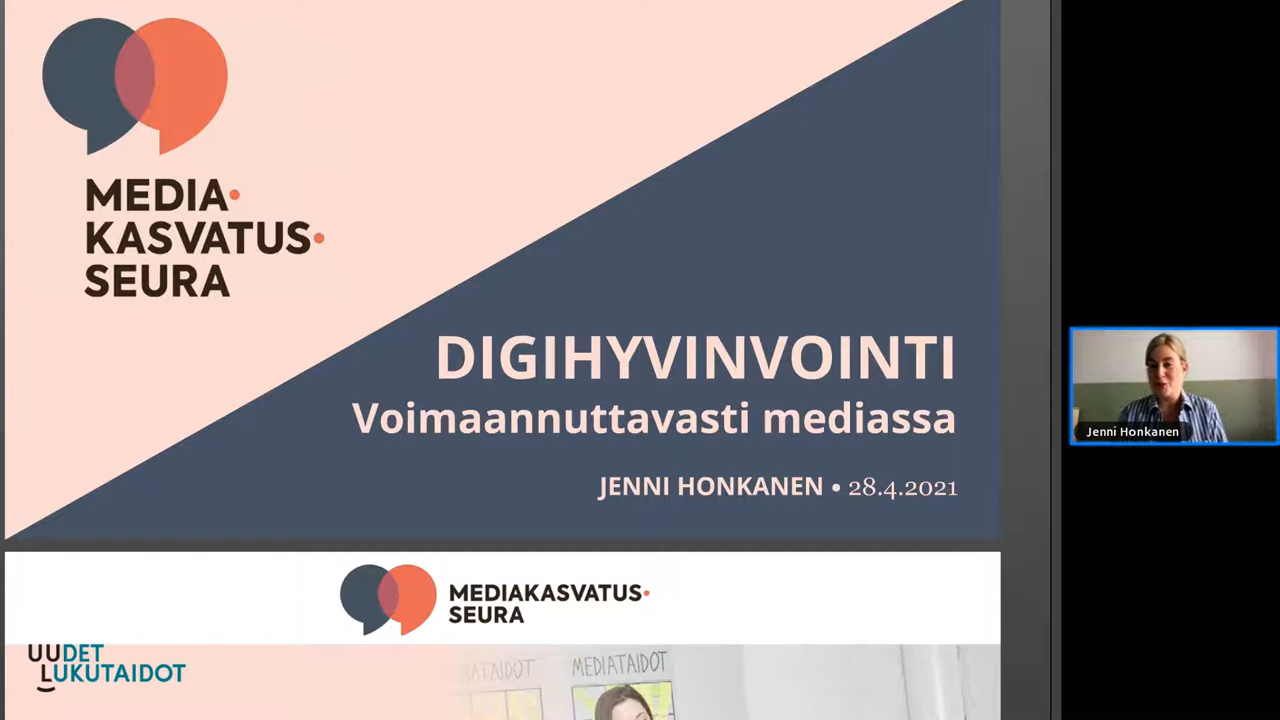 MEDIA•
KASVATUS•
SEURA
DIGIHYVINVOINTI
Voimaannuttavasti mediassa
JENNI HONKANEN • 28.4.2021
Jenni Honkanen
MEDIAKASVATUS•
SEURA
UUDET
LUKUTAIDOT
MEDIATAIDOT